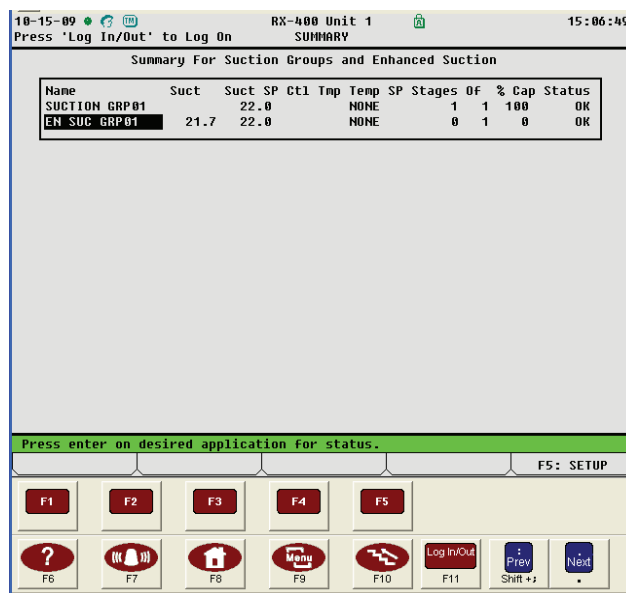 10-15-09 TM RX-400 Unit 1 A 15:06:49
Press 'Log In/Out' to Log On SUMMARY
Summary For Suction Groups and Enhanced Suction
Name Suct Suct SP Ctl Tmp Temp SP Stages Of % Cap Status
SUCTION GRP01 22.0 NONE 1 1 100 OK
EN SUC GRP01 21.7 22.0 NONE 0 1 0 OK
Press enter on desired application for status.
F5: SETUP
F1 F2 F3 F4 F5
? Menu Log In/Out : Prev . Next
F6 F7 F8 F9 F10 F11 Shift +; .